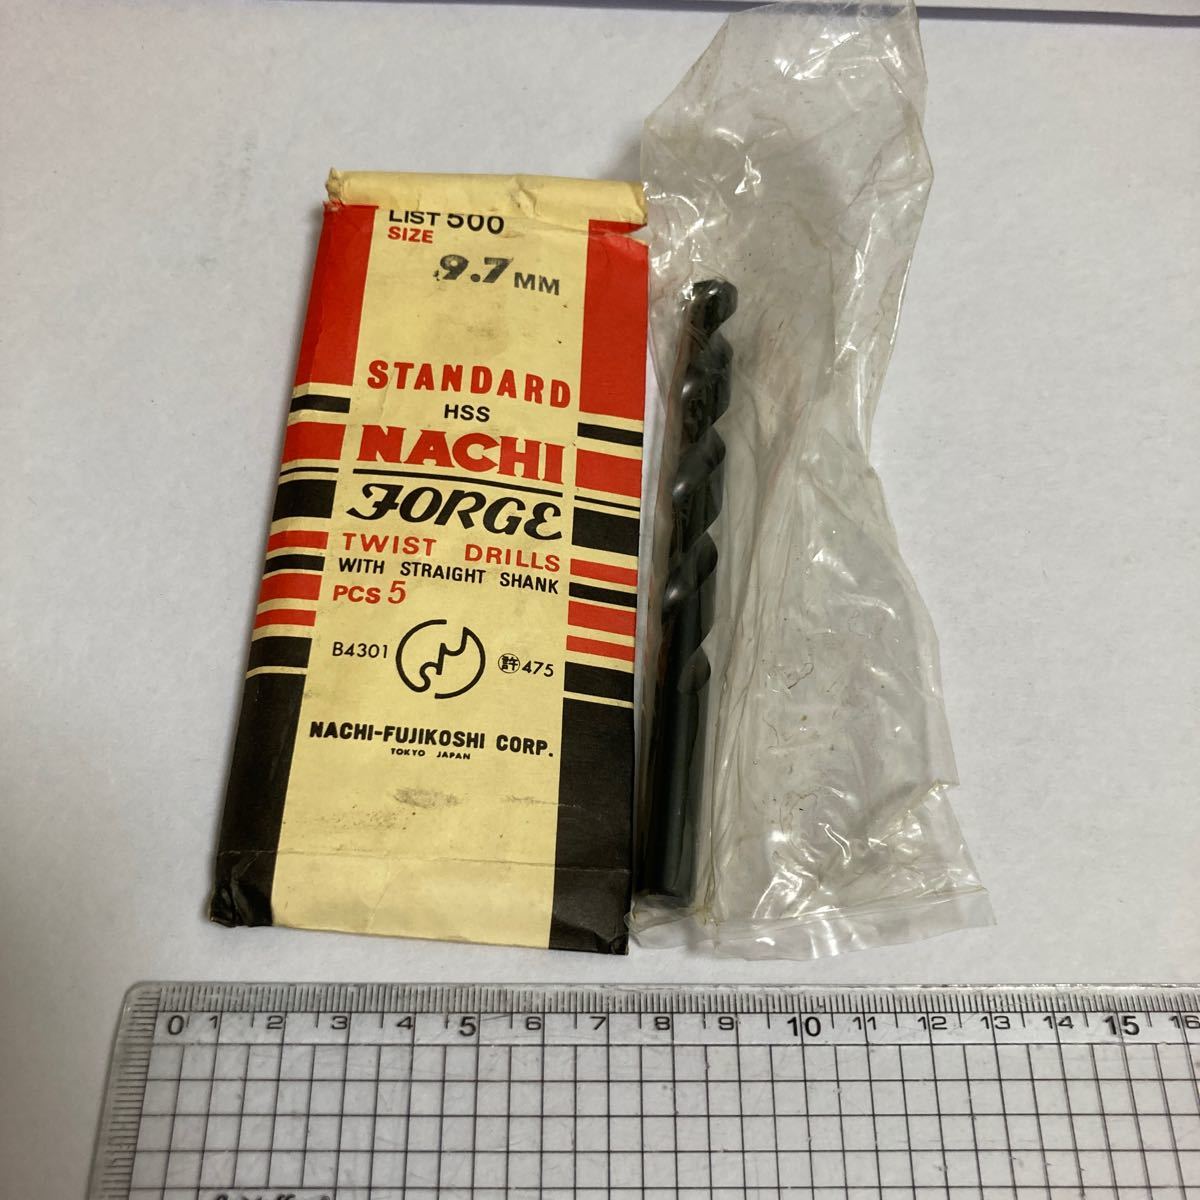 LIST 500
SIZE
9.7 MM
STANDARD
HSS
NACHI
FORGE
TWIST DRILLS
WITH STRAIGHT SHANK
PCS 5
B4301 許 475
NACHI-FUJIKOSHI CORP.
TOKYO JAPAN
0 1 2 3 4 5 6 7 8 9 10 11 12 13 14 15 16